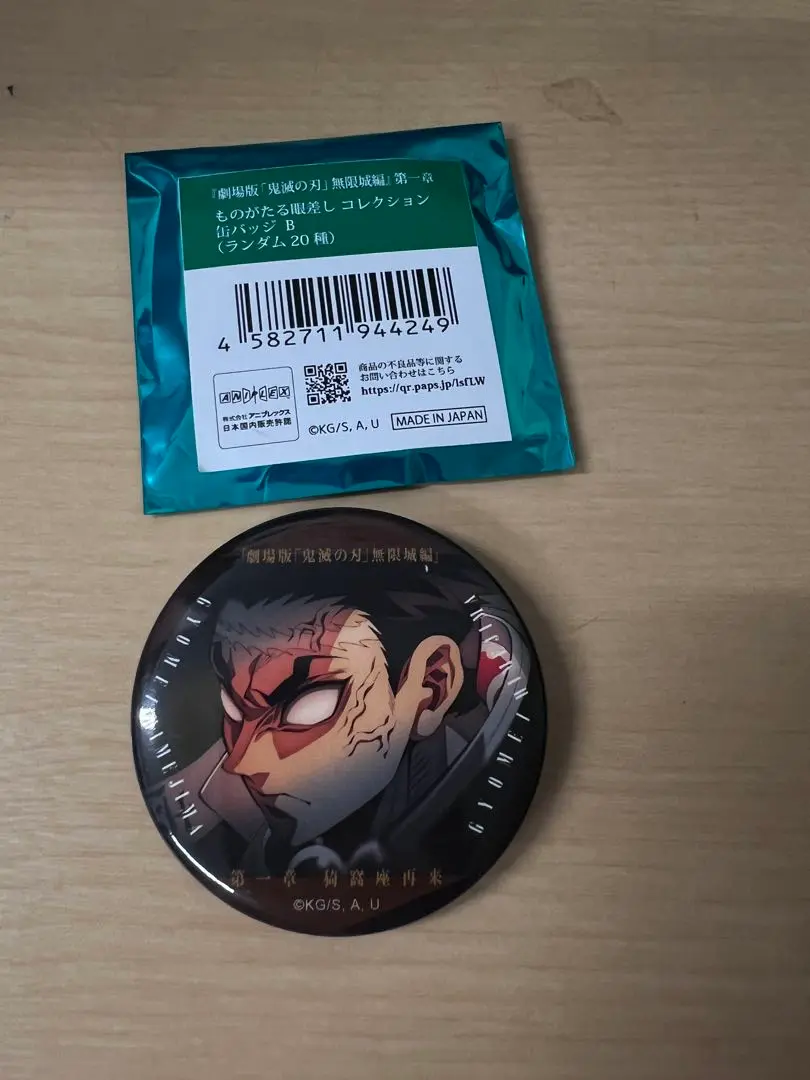 『劇場版「鬼滅の刃」無限城編』第一章
ものがたる眼差し コレクション
缶バッジ B
（ランダム 20 種）
4 582711 944249
ANIPLEX
株式会社 アニプレックス
日本国内販売許諾
商品の不良品等に関する
お問い合わせはこちら
https://qr.paps.jp/lsfLW
©KG/S, A, U
MADE IN JAPAN
『劇場版「鬼滅の刃」無限城編』
GYOMEI HIMEJIMA
HIMEJIMA GYOMEI
第一章 猗窩座再来
©KG/S, A, U